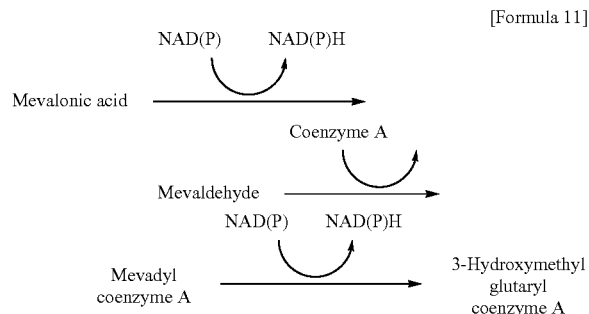 [Formula 11]
NAD(P) NAD(P)H
Mevalonic acid
Coenzyme A
Mevaldehyde
NAD(P) NAD(P)H
Mevadyl
coenzyme A
3-Hydroxymethyl
glutaryl
coenzyme A